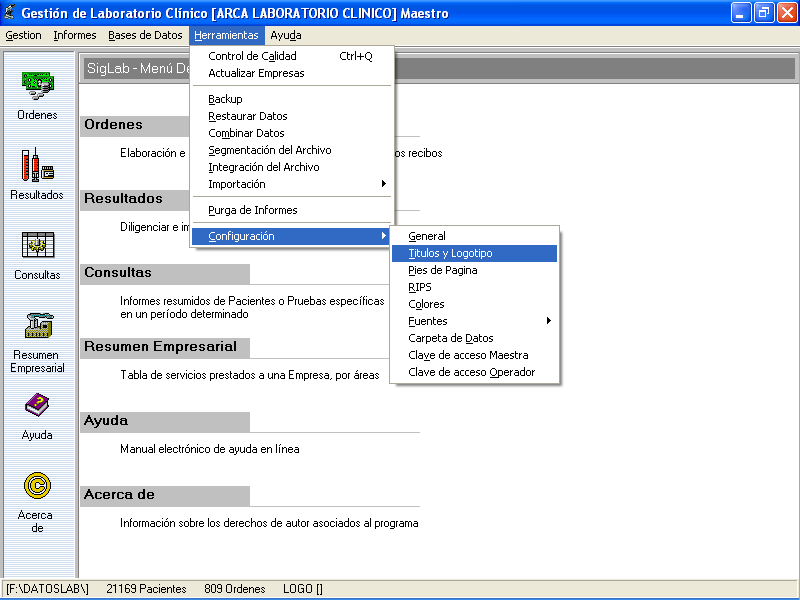 Gestión de Laboratorio Clínico [ARCA LABORATORIO CLINICO] Maestro
Gestion Informes Bases de Datos Herramientas Ayuda
Control de Calidad Ctrl+Q
Actualizar Empresas
Backup
Restaurar Datos
Combinar Datos
Segmentación del Archivo
Integración del Archivo
Importación
Purga de Informes
Configuración
General
Titulos y Logotipo
Pies de Pagina
RIPS
Colores
Fuentes
Carpeta de Datos
Clave de acceso Maestra
Clave de acceso Operador
Ordenes
Resultados
Consultas
Resumen
Empresarial
Ayuda
Acerca
de
SigLab - Menú De
Ordenes
Elaboración e os recibos
Resultados
Diligenciar e im
Consultas
Informes resumidos de Pacientes o Pruebas específicas
en un período determinado
Resumen Empresarial
Tabla de servicios prestados a una Empresa, por áreas
Ayuda
Manual electrónico de ayuda en línea
Acerca de
Información sobre los derechos de autor asociados al programa
[F:\DATOSLAB\] 21169 Pacientes 809 Ordenes LOGO []